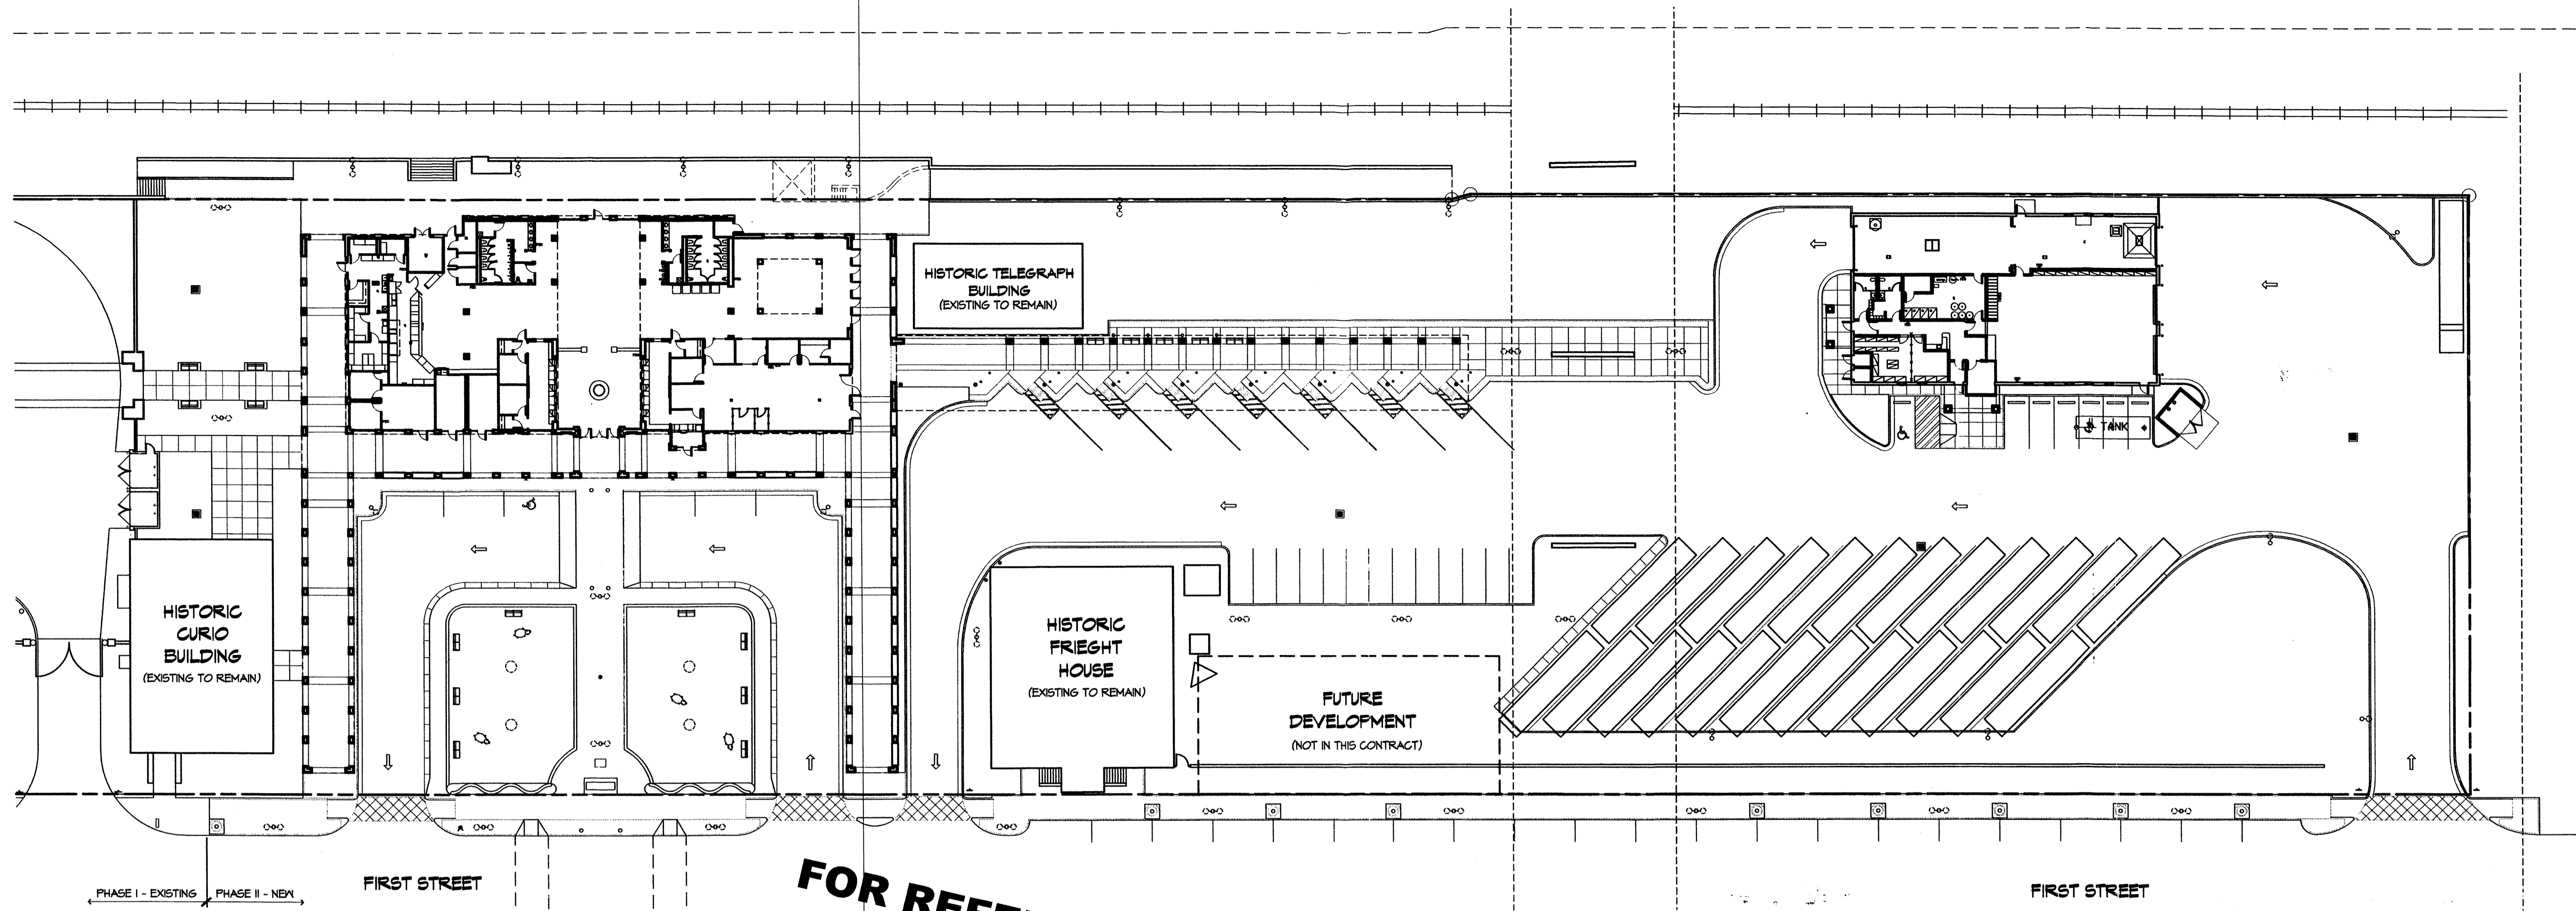 HISTORIC TELEGRAPH
BUILDING
(EXISTING TO REMAIN)
TANK
HISTORIC
CURIO
BUILDING
(EXISTING TO REMAIN)
HISTORIC
FRIEGHT
HOUSE
(EXISTING TO REMAIN)
FUTURE
DEVELOPMENT
(NOT IN THIS CONTRACT)
PHASE I - EXISTING
PHASE II - NEW
FIRST STREET
FOR
FIRST STREET